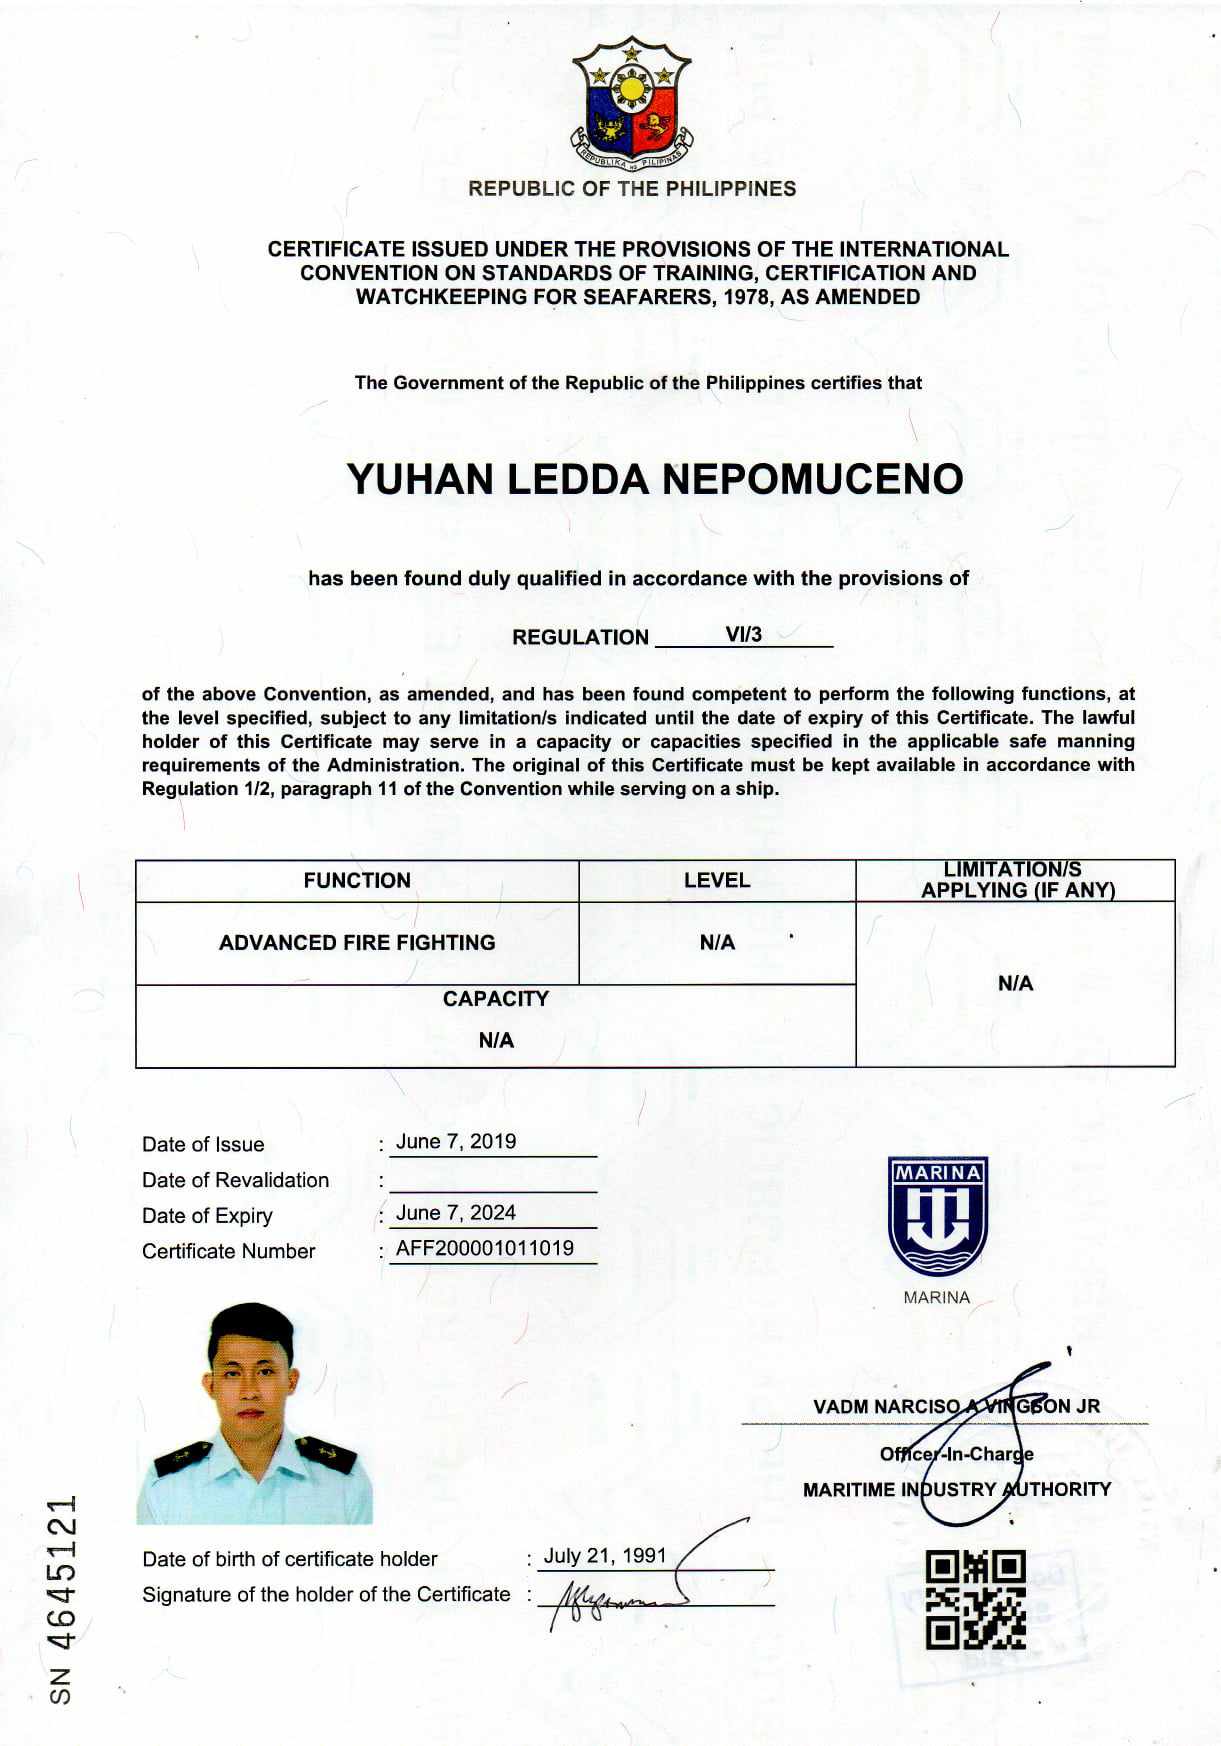 REPUBLIKA NG PILIPINAS
REPUBLIC OF THE PHILIPPINES
CERTIFICATE ISSUED UNDER THE PROVISIONS OF THE INTERNATIONAL
CONVENTION ON STANDARDS OF TRAINING, CERTIFICATION AND
WATCHKEEPING FOR SEAFARERS, 1978, AS AMENDED
The Government of the Republic of the Philippines certifies that
YUHAN LEDDA NEPOMUCENO
has been found duly qualified in accordance with the provisions of
REGULATION VI/3
of the above Convention, as amended, and has been found competent to perform the following functions, at
the level specified, subject to any limitation/s indicated until the date of expiry of this Certificate. The lawful
holder of this Certificate may serve in a capacity or capacities specified in the applicable safe manning
requirements of the Administration. The original of this Certificate must be kept available in accordance with
Regulation 1/2, paragraph 11 of the Convention while serving on a ship.
FUNCTION LEVEL LIMITATION/S
APPLYING (IF ANY)
ADVANCED FIRE FIGHTING N/A N/A
CAPACITY
N/A
Date of Issue : June 7, 2019
Date of Revalidation :
Date of Expiry : June 7, 2024
Certificate Number : AFF200001011019
MARINA
MARINA
VADM NARCISO A VINGSON JR
Officer-In-Charge
MARITIME INDUSTRY AUTHORITY
Date of birth of certificate holder : July 21, 1991
Signature of the holder of the Certificate :
SN 4645121